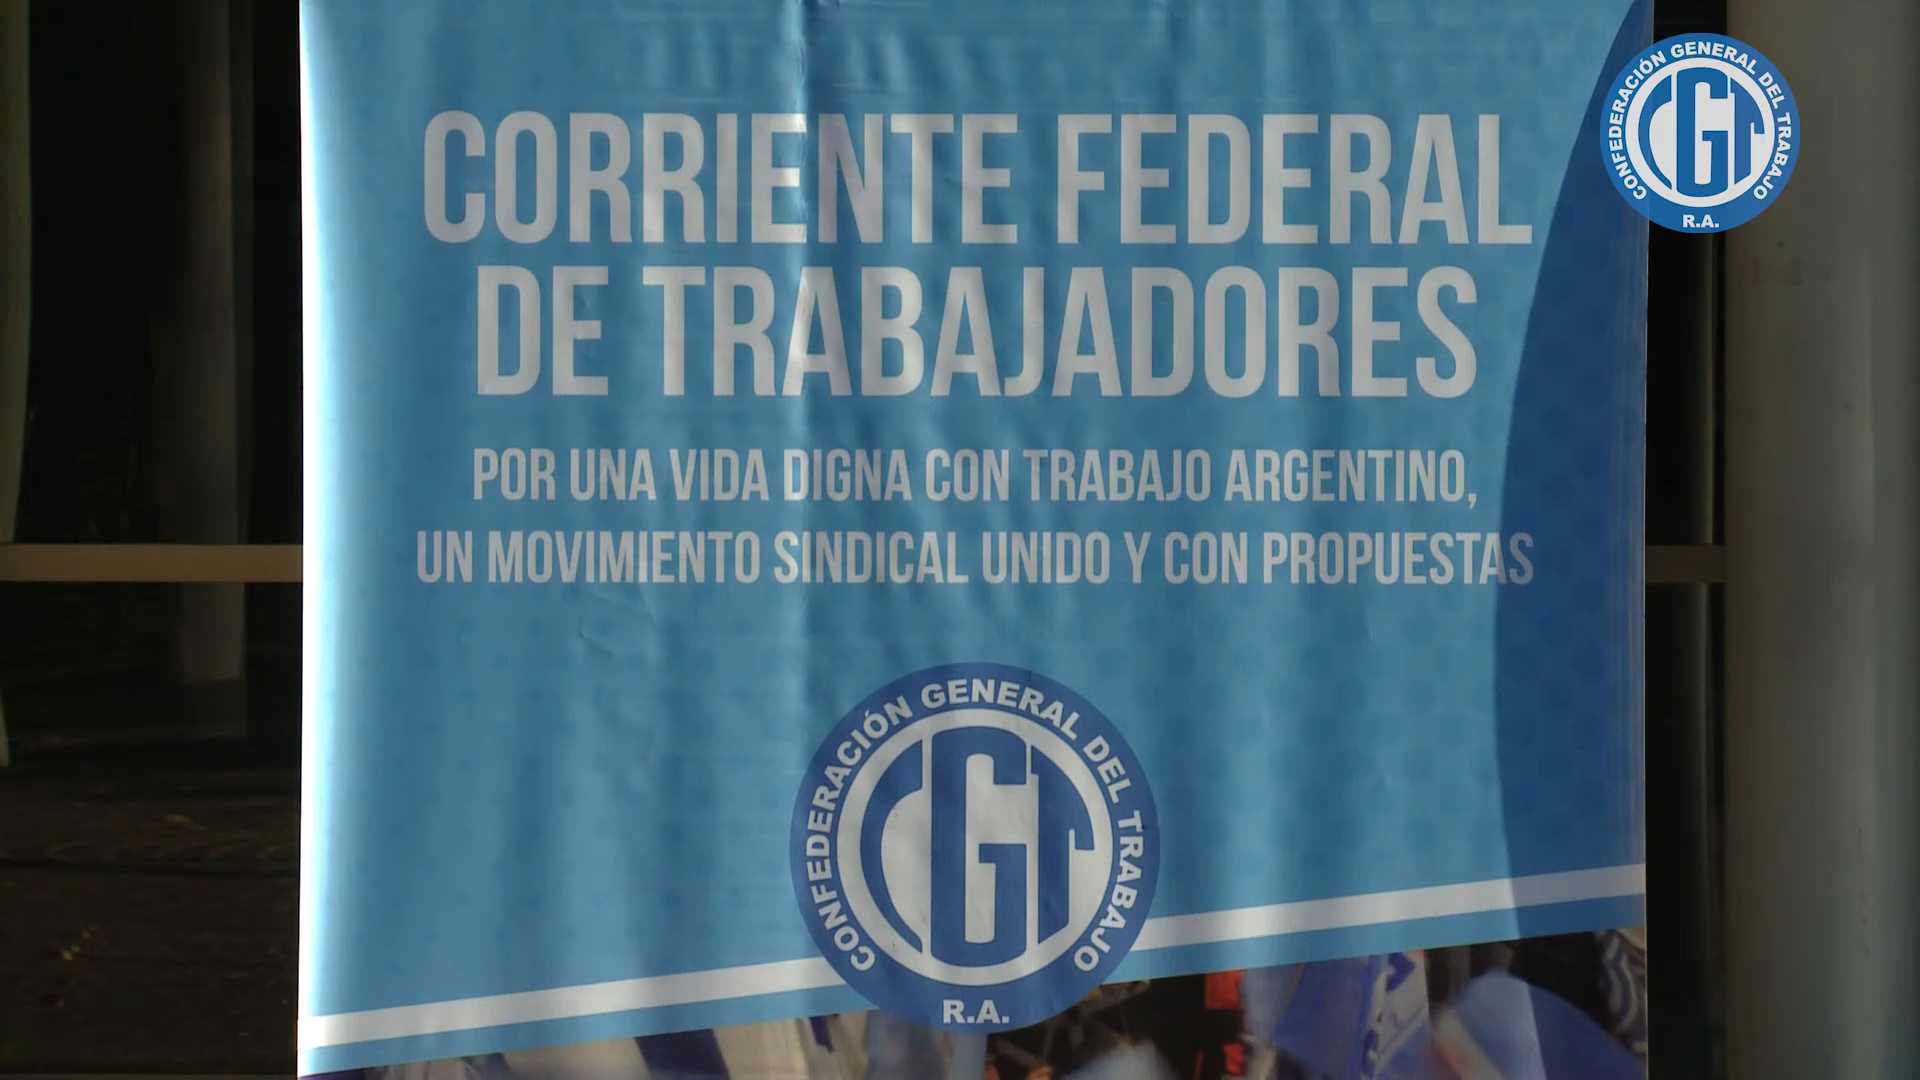 CORRIENTE FEDERAL
DE TRABAJADORES
POR UNA VIDA DIGNA CON TRABAJO ARGENTINO,
UN MOVIMIENTO SINDICAL UNIDO Y CON PROPUESTAS
CONFEDERACIÓN GENERAL DEL TRABAJO
CGT
R.A.
CONFEDERACIÓN GENERAL DEL TRABAJO
CGT
R.A.